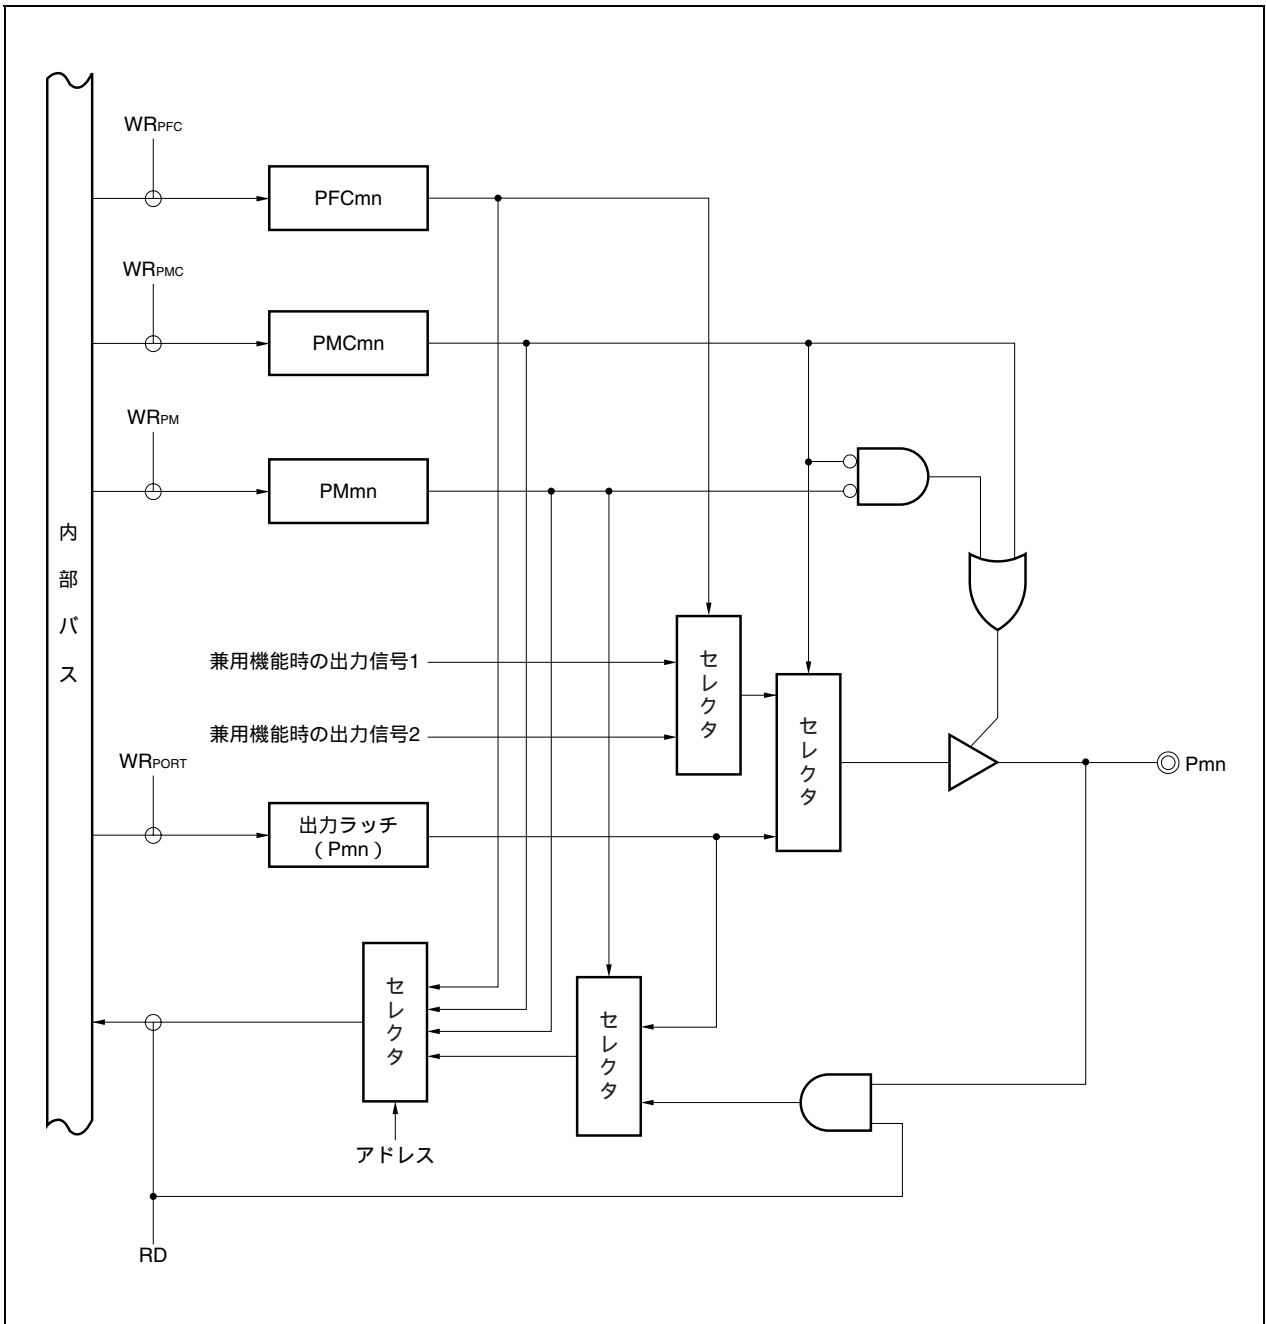 WRPFC
PFCmn
WRPMC
PMCmn
WRPM
PMmn
内部バス
兼用機能時の出力信号1
兼用機能時の出力信号2
セレクタ
セレクタ
WRPORT
出力ラッチ
（Pmn）
Pmn
セレクタ
セレクタ
アドレス
RD